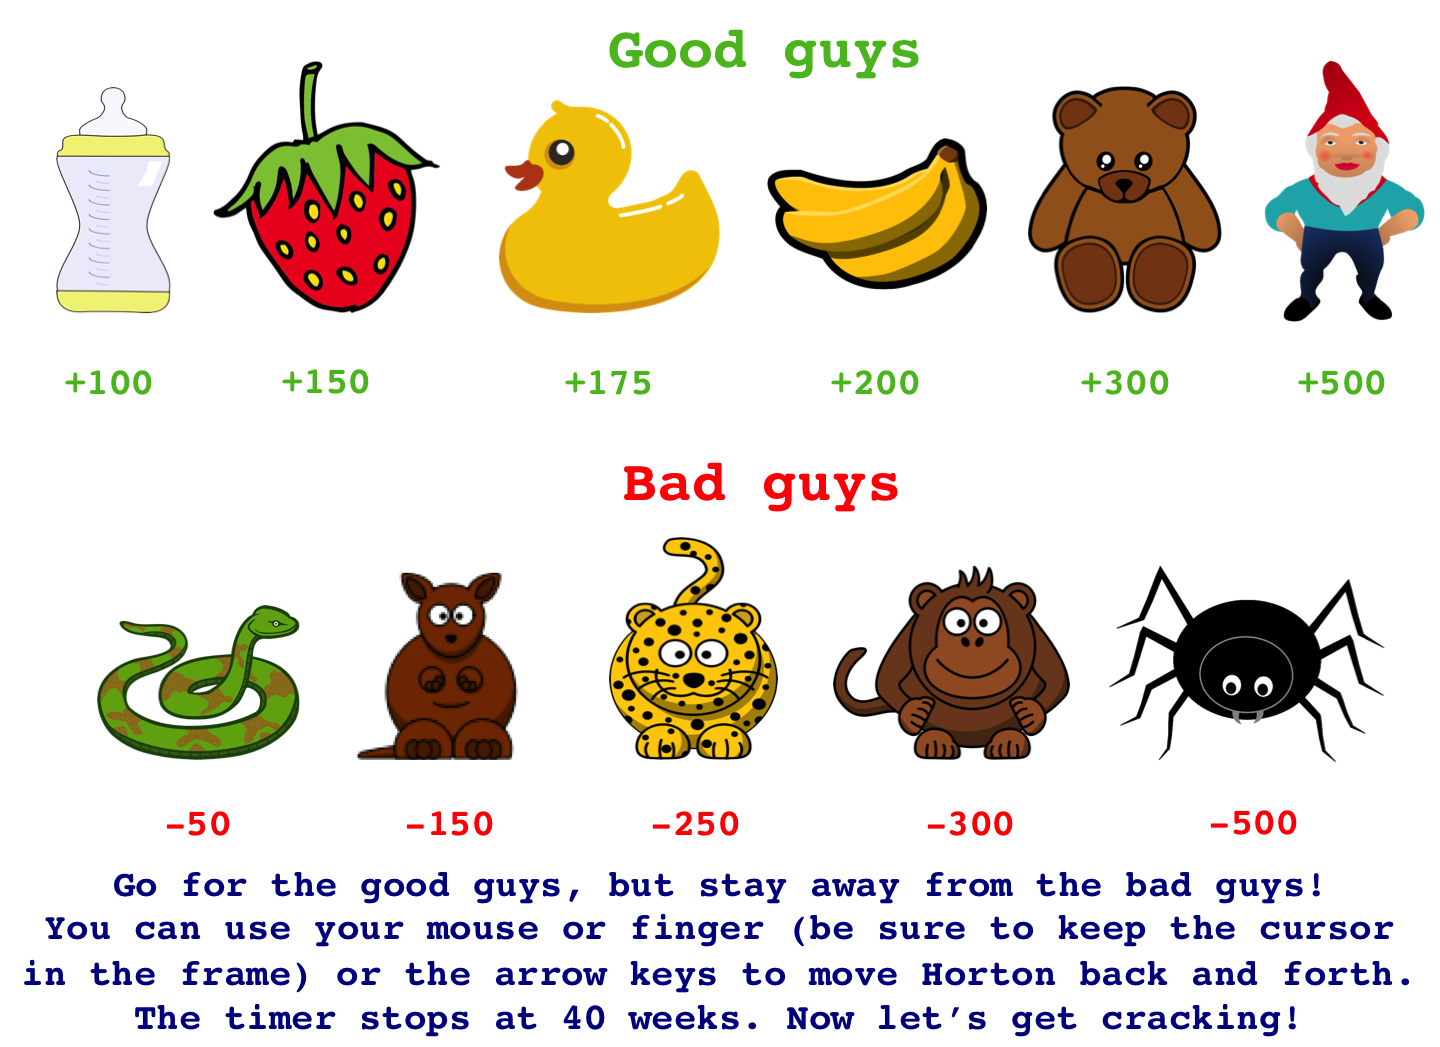 Good guys
+100 +150 +175 +200 +300 +500
Bad guys
-50 -150 -250 -300 -500
Go for the good guys, but stay away from the bad guys!
You can use your mouse or finger (be sure to keep the cursor
in the frame) or the arrow keys to move Horton back and forth.
The timer stops at 40 weeks. Now let’s get cracking!